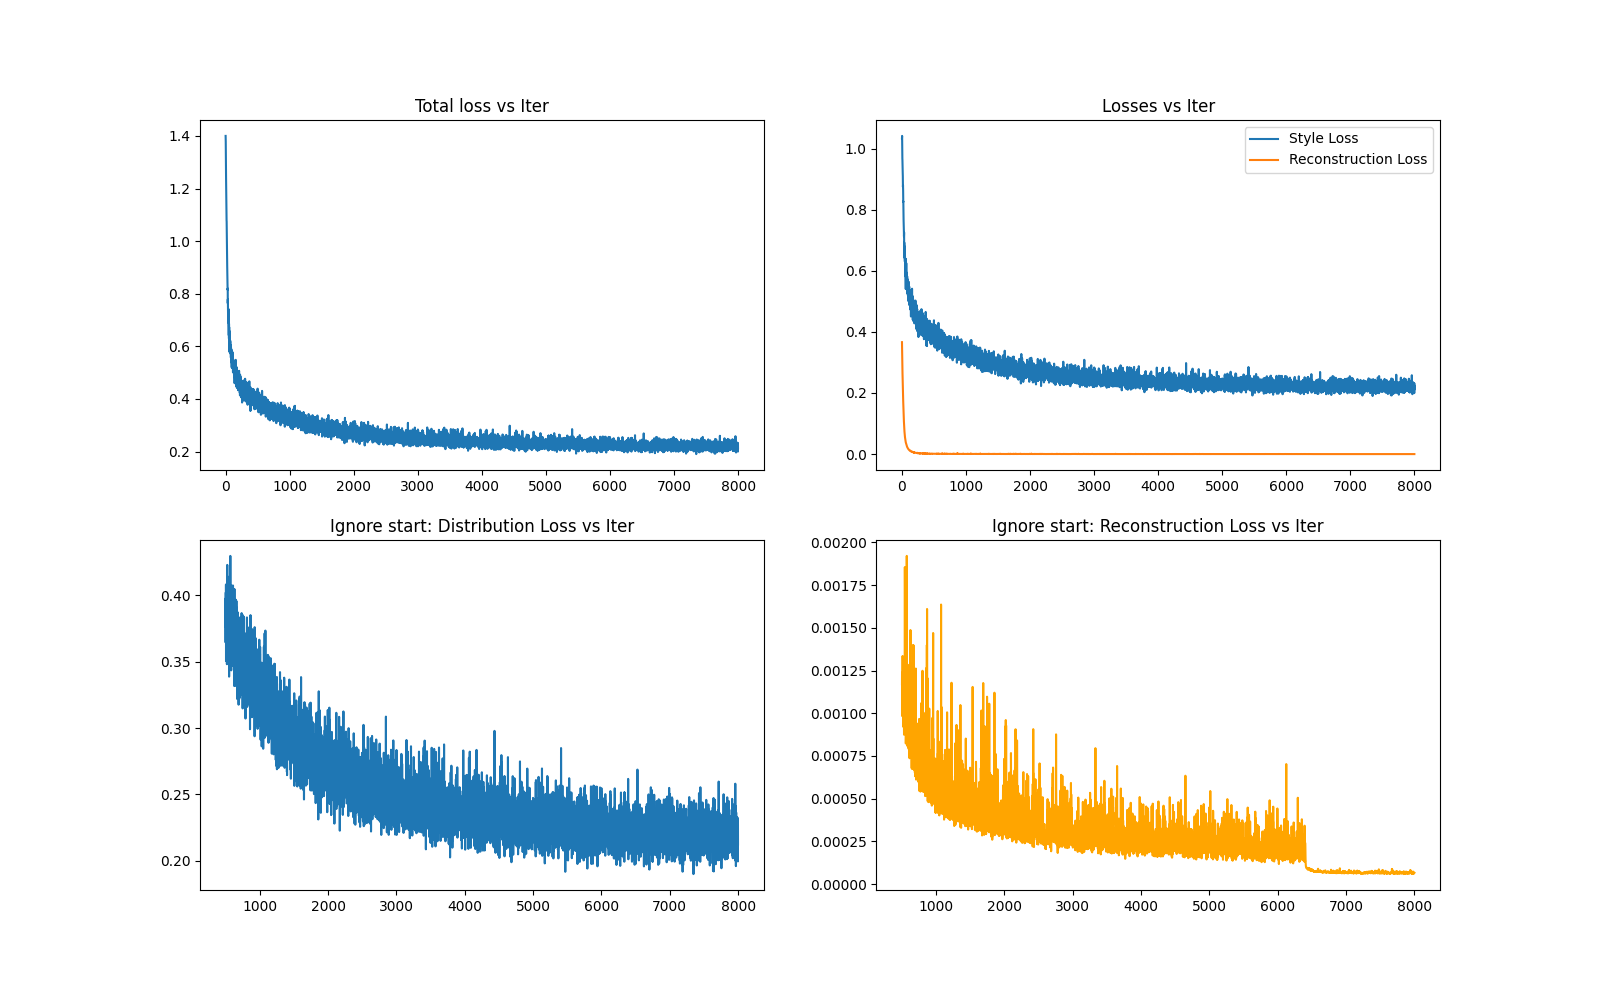 Total loss vs Iter
1.4
1.2
1.0
0.8
0.6
0.4
0.2
0 1000 2000 3000 4000 5000 6000 7000 8000
Losses vs Iter
Style Loss
Reconstruction Loss
1.0
0.8
0.6
0.4
0.2
0.0
0 1000 2000 3000 4000 5000 6000 7000 8000
Ignore start: Distribution Loss vs Iter
0.40
0.35
0.30
0.25
0.20
1000 2000 3000 4000 5000 6000 7000 8000
Ignore start: Reconstruction Loss vs Iter
0.00200
0.00175
0.00150
0.00125
0.00100
0.00075
0.00050
0.00025
0.00000
1000 2000 3000 4000 5000 6000 7000 8000